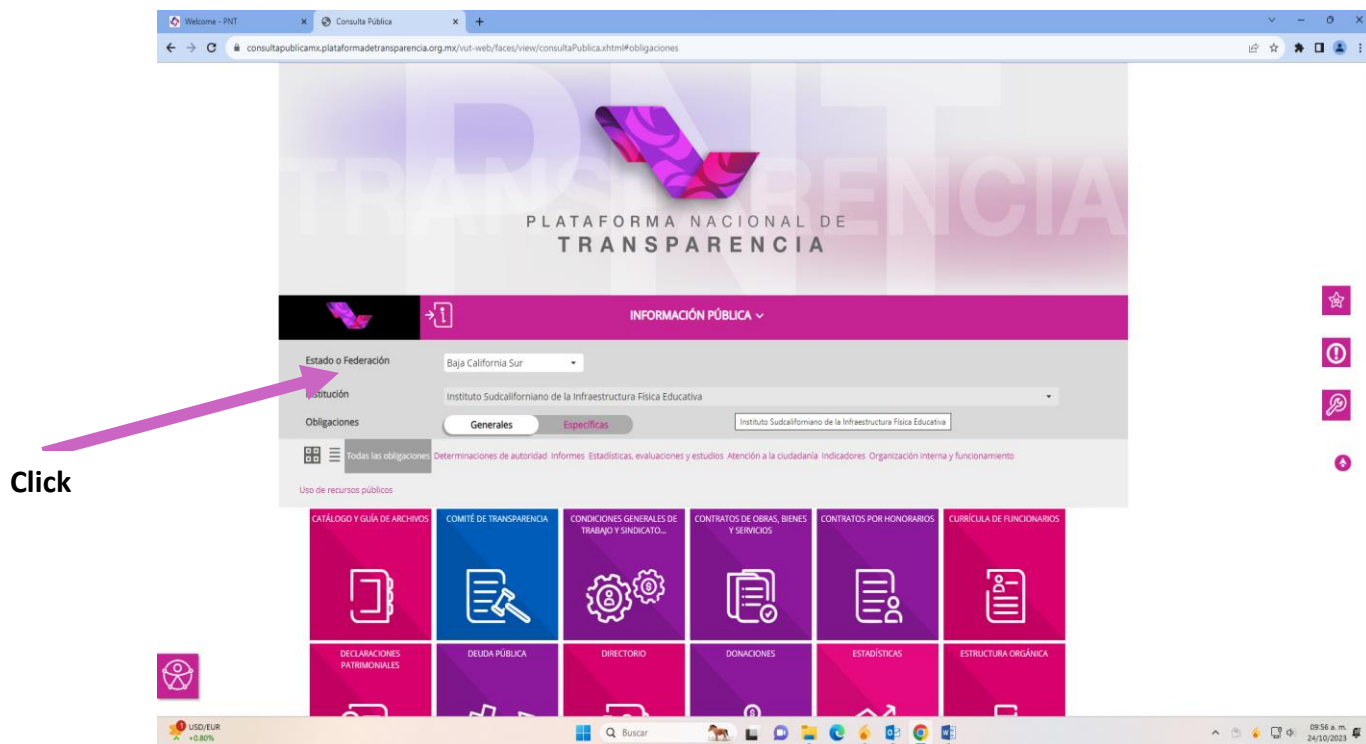 Welcome - PNT
Consulta Pública
consultapublicamx.plataformadetransparencia.org.mx/vut-web/faces/view/consultaPublica.xhtml#obligaciones
PNT
TRANSPARENCIA
PLATAFORMA NACIONAL DE
TRANSPARENCIA
INFORMACIÓN PÚBLICA
Estado o Federación
Baja California Sur
Institución
Instituto Sudcaliforniano de la Infraestructura Física Educativa
Obligaciones
Generales
Específicas
Instituto Sudcaliforniano de la Infraestructura Física Educativa
Todas las obligaciones Determinaciones de autoridad Informes Estadísticas, evaluaciones y estudios Atención a la ciudadanía Indicadores Organización interna y funcionamiento
Uso de recursos públicos
Click
CATÁLOGO Y GUÍA DE ARCHIVOS
COMITÉ DE TRANSPARENCIA
CONDICIONES GENERALES DE
TRABAJO Y SINDICATO...
CONTRATOS DE OBRAS, BIENES
Y SERVICIOS
CONTRATOS POR HONORARIOS
CURRÍCULA DE FUNCIONARIOS
DECLARACIONES
PATRIMONIALES
DEUDA PÚBLICA
DIRECTORIO
DONACIONES
ESTADÍSTICAS
ESTRUCTURA ORGÁNICA
1
USD/EUR
+0.80%
Buscar
09:56 a. m.
24/10/2023